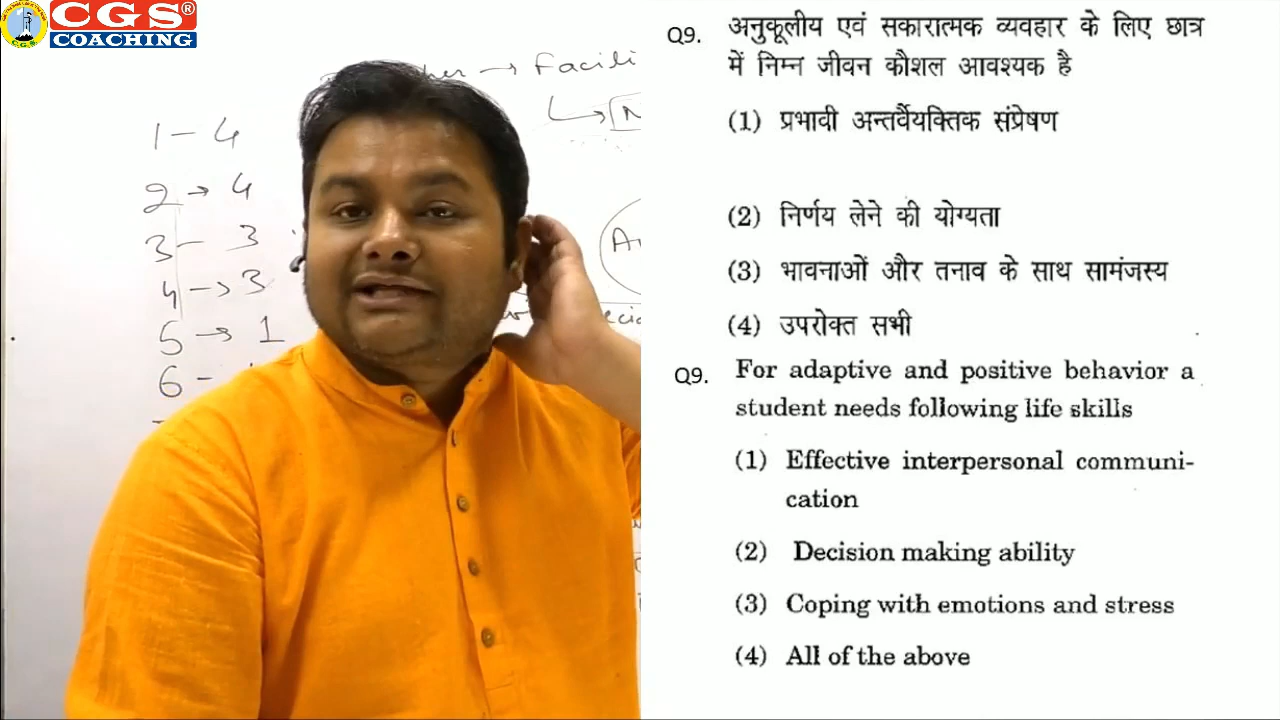 CGS®
COACHING
C.G.S.
→ Facili
1 - 4
2 → 4
3 - 3
4 → 3
5 → 1
6 -
Q9. अनुकूलीय एवं सकारात्मक व्यवहार के लिए छात्र
में निम्न जीवन कौशल आवश्यक है
(1) प्रभावी अन्तर्वैयक्तिक संप्रेषण
(2) निर्णय लेने की योग्यता
(3) भावनाओं और तनाव के साथ सामंजस्य
(4) उपरोक्त सभी
Q9. For adaptive and positive behavior a
student needs following life skills
(1) Effective interpersonal communi-
cation
(2) Decision making ability
(3) Coping with emotions and stress
(4) All of the above